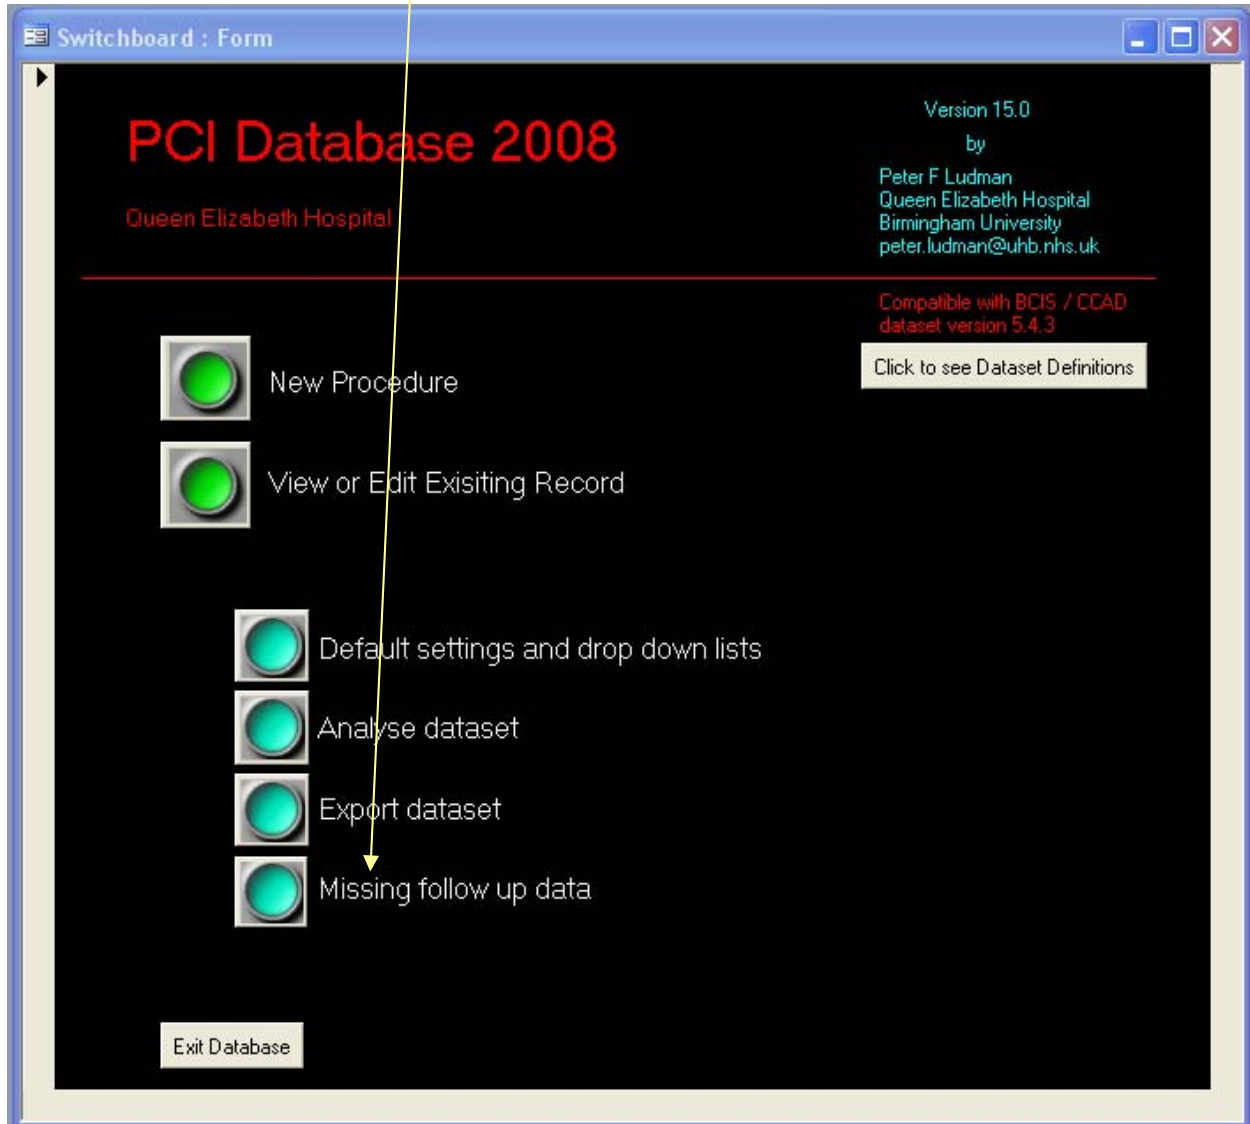 Switchboard : Form
PCI Database 2008
Queen Elizabeth Hospital
Version 15.0
by
Peter F Ludman
Queen Elizabeth Hospital
Birmingham University
peter.ludman@uhb.nhs.uk
Compatible with BCIS / CCAD
dataset version 5.4.3
Click to see Dataset Definitions
New Procedure
View or Edit Exisiting Record
Default settings and drop down lists
Analyse dataset
Export dataset
Missing follow up data
Exit Database